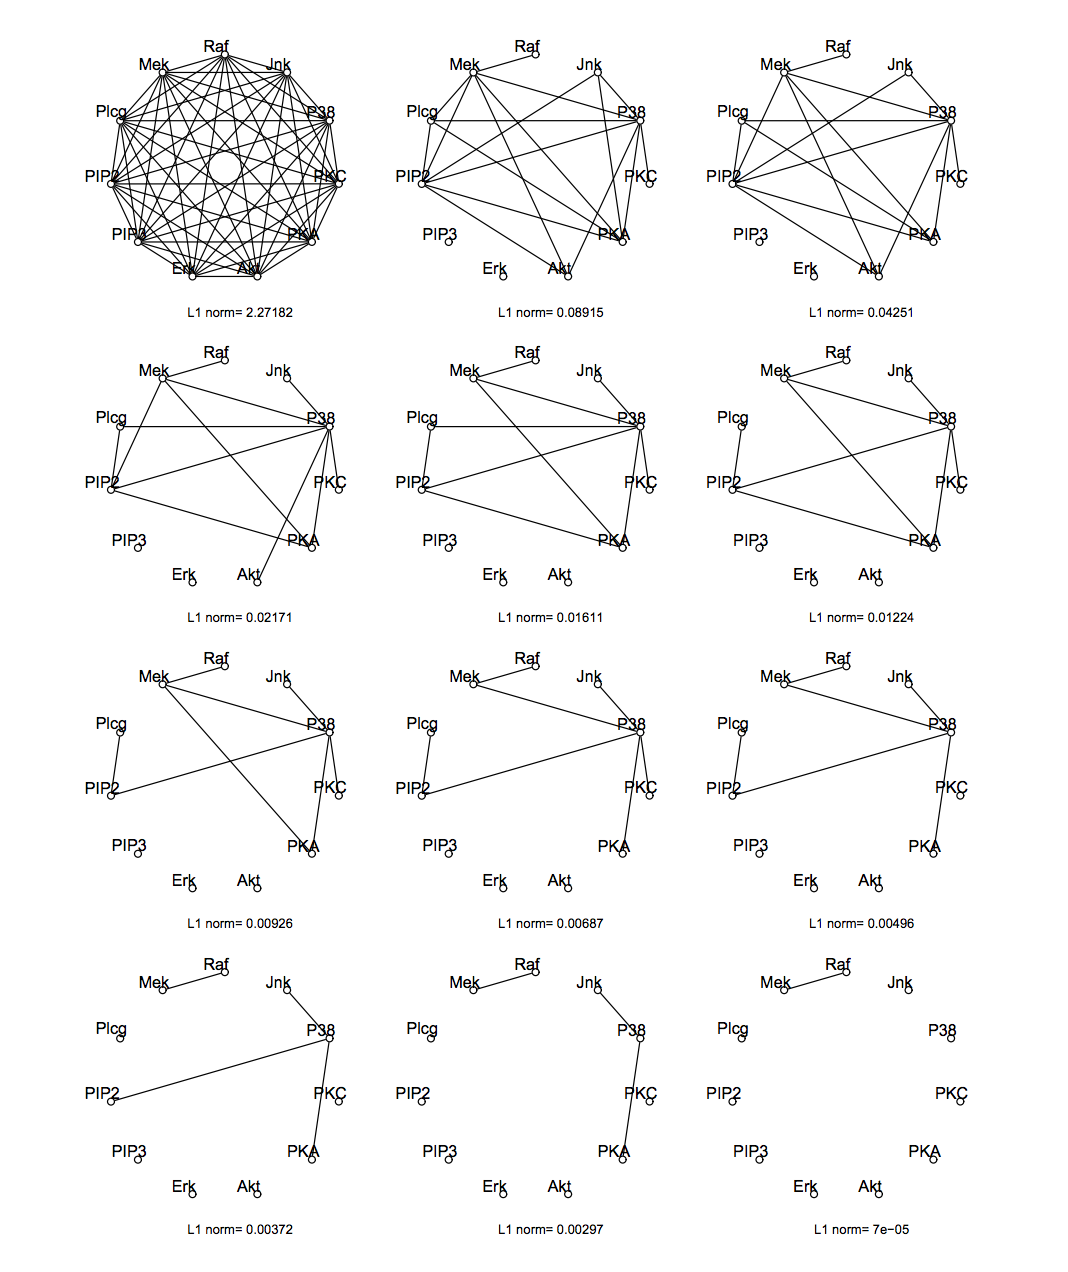 Raf Raf Raf
Mek Jnk Mek Jnk Mek Jnk
Plcg P38 Plcg P38 Plcg P38
PIP2 PKC PIP2 PKC PIP2 PKC
PIP3 PKA PIP3 PKA PIP3 PKA
Erk Akt Erk Akt Erk Akt
L1 norm= 2.27182 L1 norm= 0.08915 L1 norm= 0.04251
Raf Raf Raf
Mek Jnk Mek Jnk Mek Jnk
Plcg P38 Plcg P38 Plcg P38
PIP2 PKC PIP2 PKC PIP2 PKC
PIP3 PKA PIP3 PKA PIP3 PKA
Erk Akt Erk Akt Erk Akt
L1 norm= 0.02171 L1 norm= 0.01611 L1 norm= 0.01224
Raf Raf Raf
Mek Jnk Mek Jnk Mek Jnk
Plcg P38 Plcg P38 Plcg P38
PIP2 PKC PIP2 PKC PIP2 PKC
PIP3 PKA PIP3 PKA PIP3 PKA
Erk Akt Erk Akt Erk Akt
L1 norm= 0.00926 L1 norm= 0.00687 L1 norm= 0.00496
Raf Raf Raf
Mek Jnk Mek Jnk Mek Jnk
Plcg P38 Plcg P38 Plcg P38
PIP2 PKC PIP2 PKC PIP2 PKC
PIP3 PKA PIP3 PKA PIP3 PKA
Erk Akt Erk Akt Erk Akt
L1 norm= 0.00372 L1 norm= 0.00297 L1 norm= 7e−05